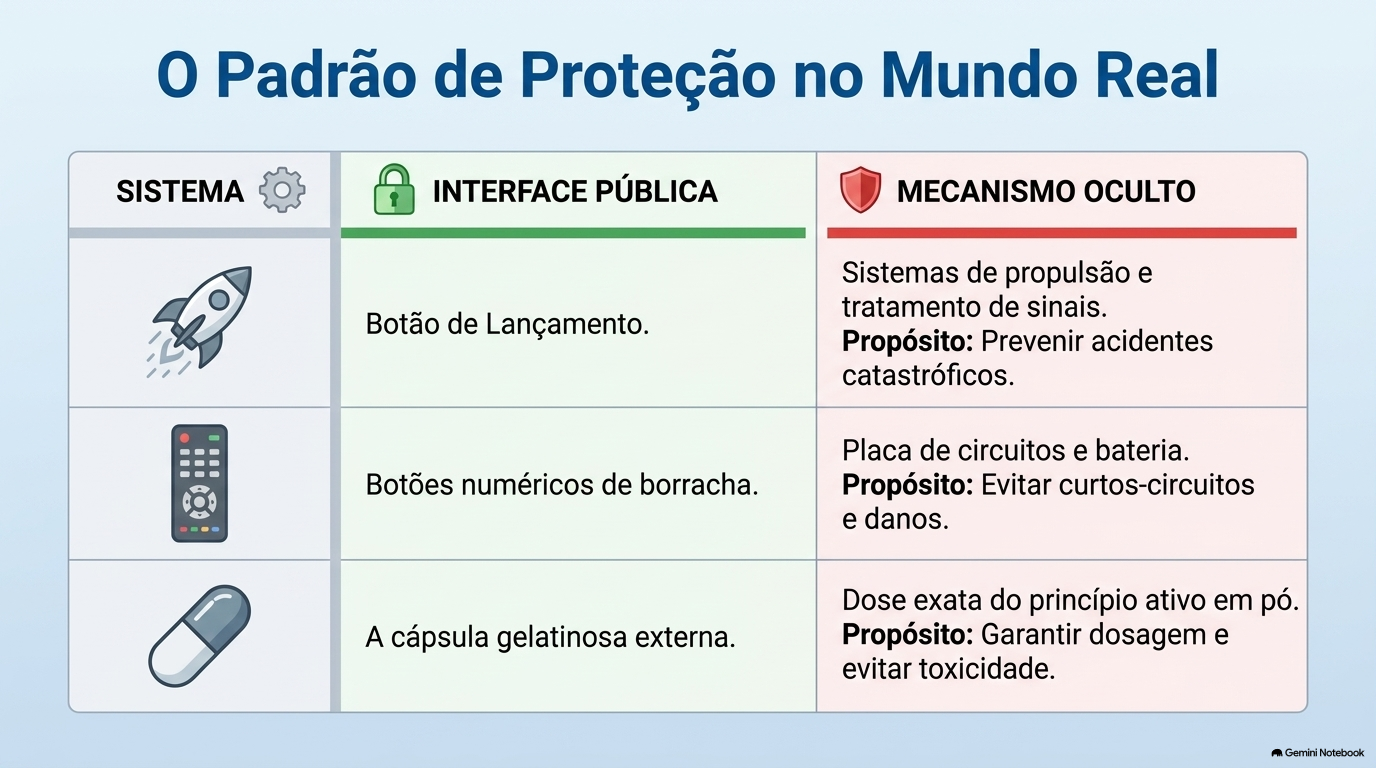 O Padrão de Proteção no Mundo Real
SISTEMA
INTERFACE PÚBLICA
MECANISMO OCULTO
Botão de Lançamento.
Sistemas de propulsão e
tratamento de sinais.
Propósito: Prevenir acidentes
catastróficos.
Botões numéricos de borracha.
Placa de circuitos e bateria.
Propósito: Evitar curtos-circuitos
e danos.
A cápsula gelatinosa externa.
Dose exata do princípio ativo em pó.
Propósito: Garantir dosagem e
evitar toxicidade.
Gemini Notebook